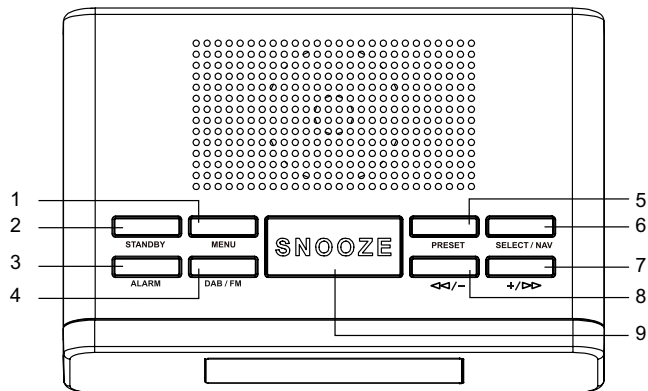 1
2
3
4
5
6
7
8
9
STANDBY
MENU
SNOOZE
PRESET
SELECT / NAV
ALARM
DAB / FM
◁◁/−
+/▷▷